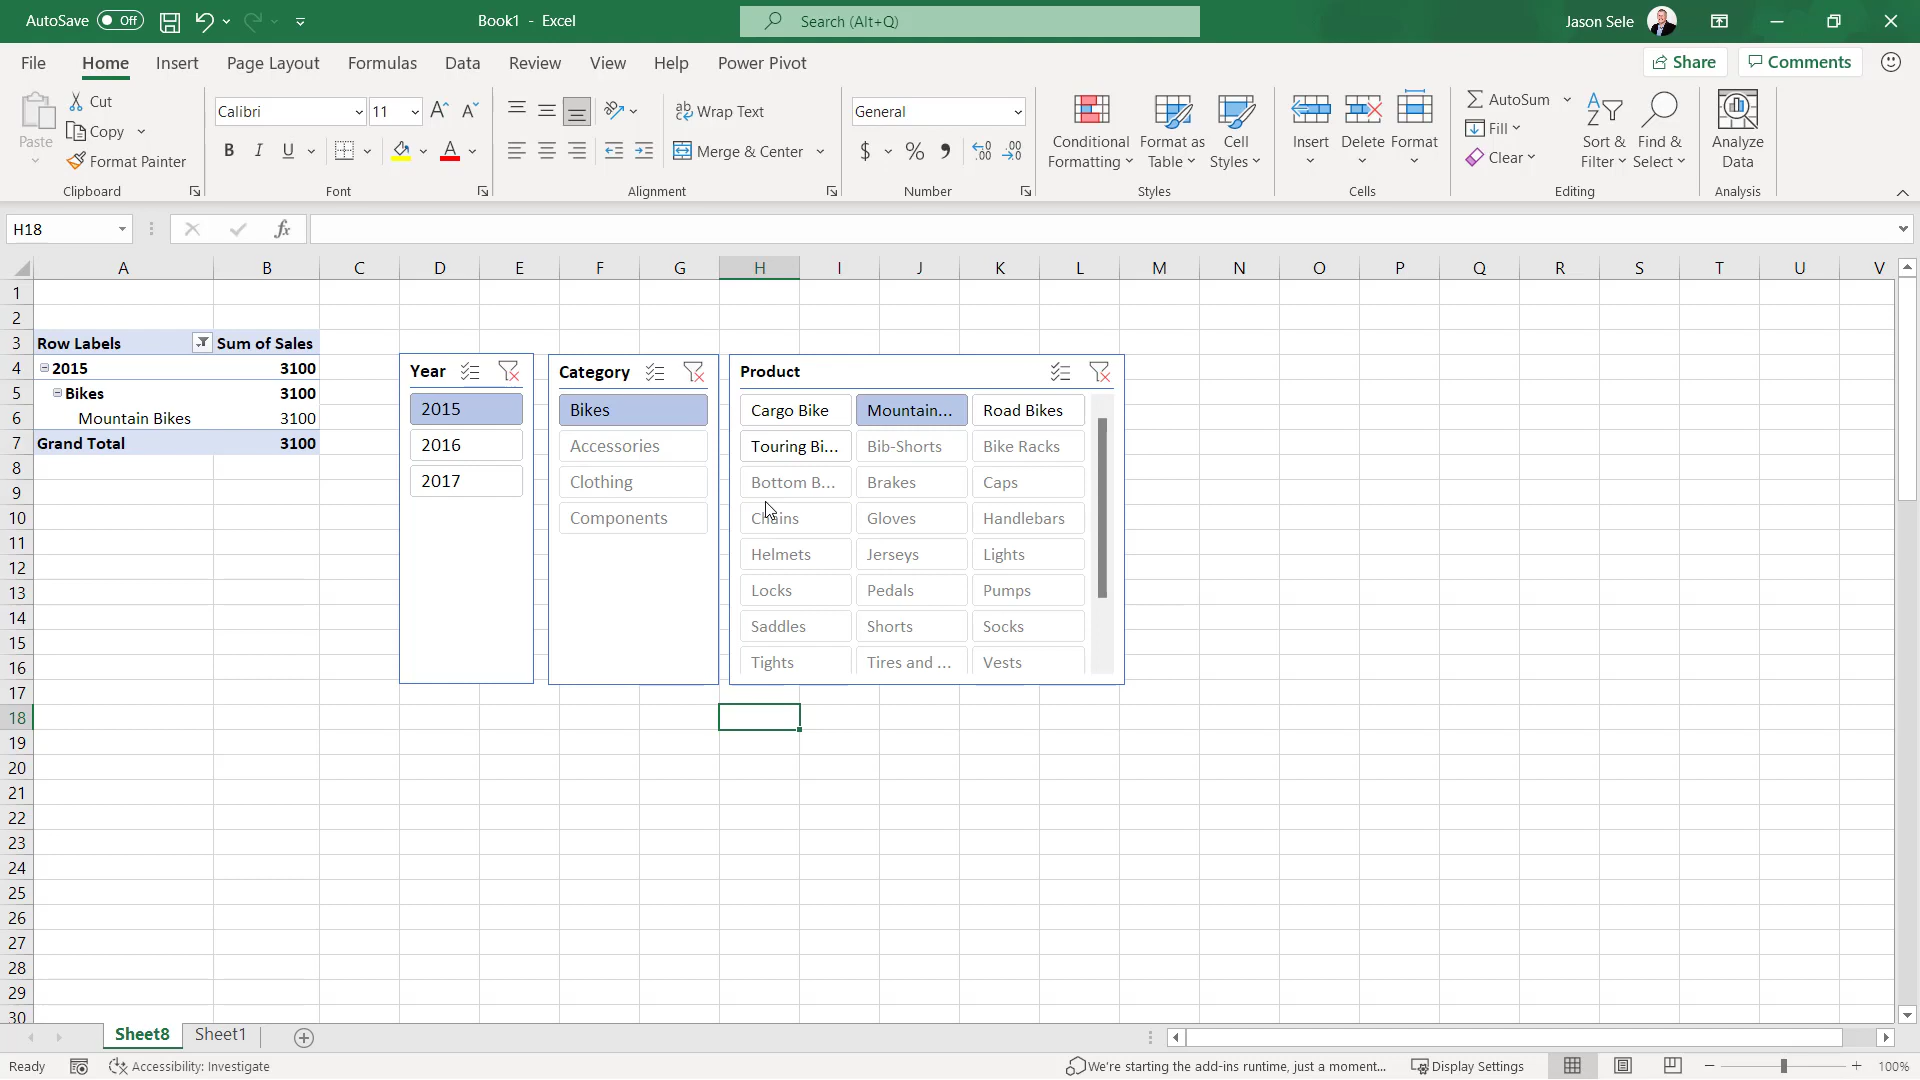 AutoSave Off
Book1 - Excel
Search (Alt+Q)
Jason Sele
File Home Insert Page Layout Formulas Data Review View Help Power Pivot
Share Comments
Paste
Cut
Copy
Format Painter
Clipboard
Calibri 11
B I U
Font
Wrap Text
Merge & Center
Alignment
General
$ % 9
Number
Conditional Formatting
Format as Table
Cell Styles
Styles
Insert Delete Format
Cells
AutoSum
Fill
Clear
Sort & Filter
Find & Select
Editing
Analyze Data
Analysis
H18
fx
A B C D E F G H I J K L M N O P Q R S T U V
1
2
3 Row Labels Sum of Sales
4 2015 3100
5 Bikes 3100
6 Mountain Bikes 3100
7 Grand Total 3100
8
9
10
11
12
13
14
15
16
17
18
19
20
21
22
23
24
25
26
27
28
29
30
Year
2015
2016
2017
Category
Bikes
Accessories
Clothing
Components
Product
Cargo Bike Mountain... Road Bikes
Touring Bi... Bib-Shorts Bike Racks
Bottom B... Brakes Caps
Chains Gloves Handlebars
Helmets Jerseys Lights
Locks Pedals Pumps
Saddles Shorts Socks
Tights Tires and ... Vests
Sheet8 Sheet1
Ready
Accessibility: Investigate
We're starting the add-ins runtime, just a moment...
Display Settings
100%